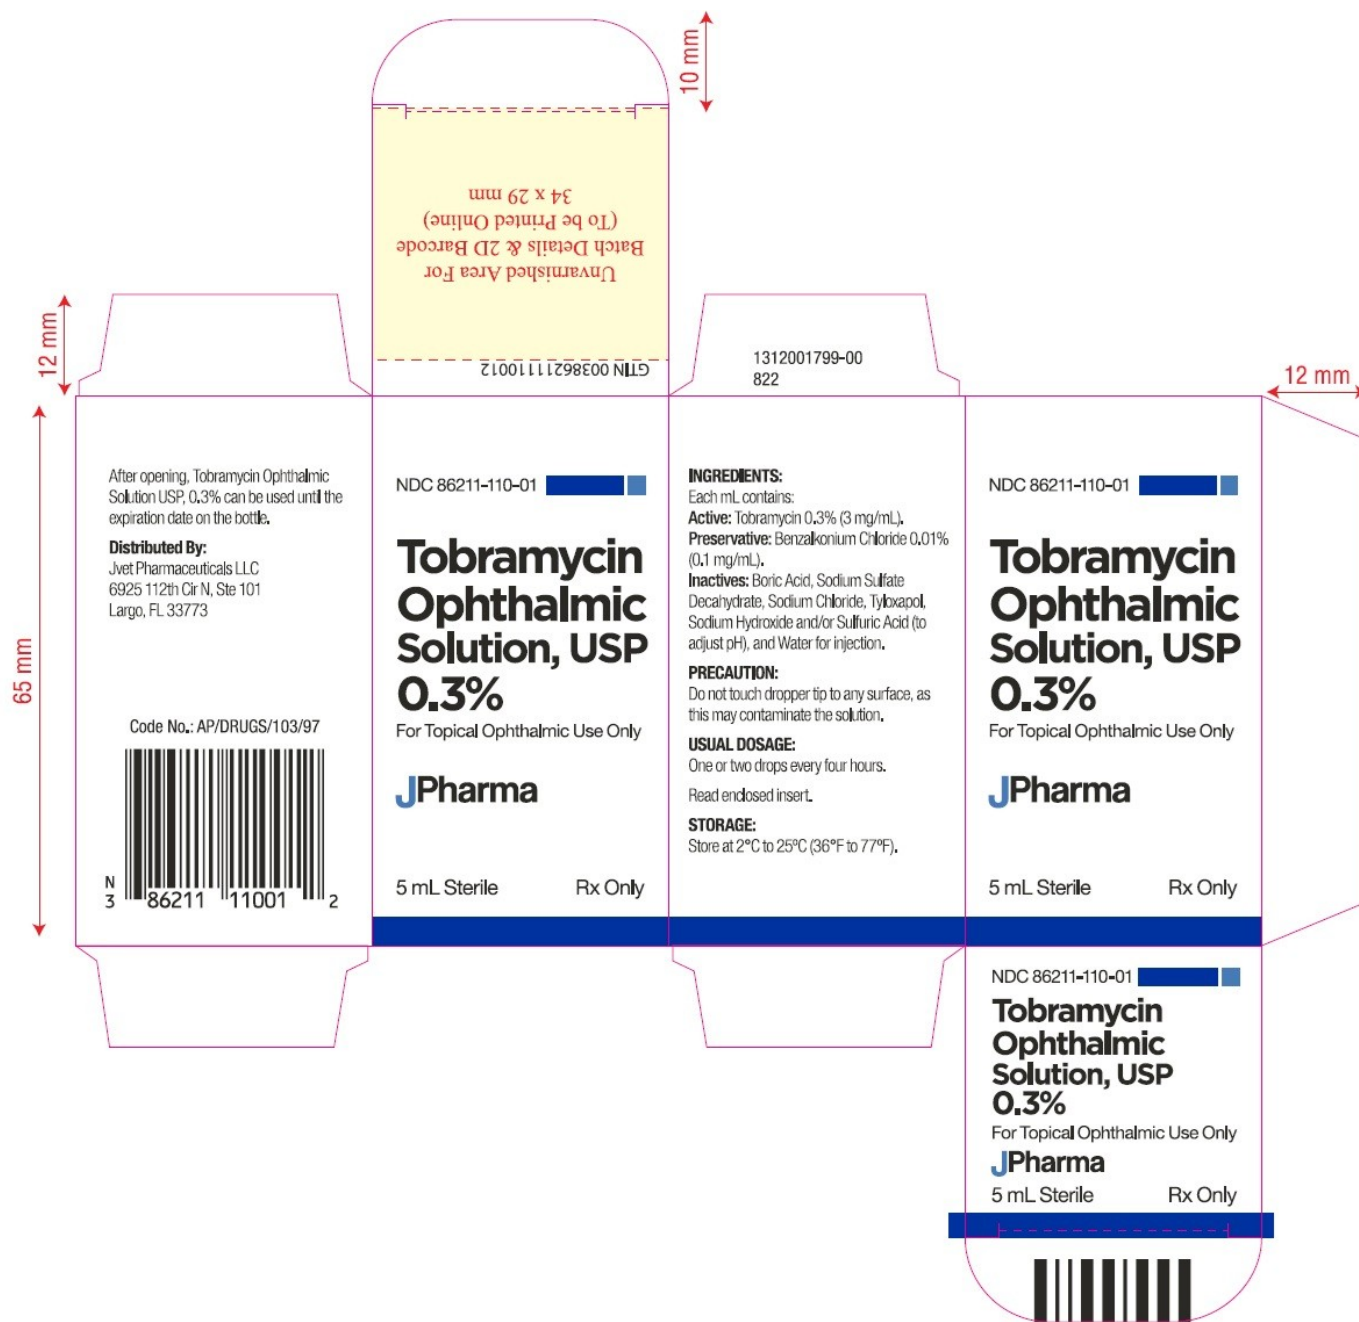 10 mm
Unvarnished Area For
Batch Details & 2D Barcode
(To be Printed Online)
34 x 29 mm
GTIN 00386211110012
12 mm
1312001799-00
822
12 mm
65 mm
After opening, Tobramycin Ophthalmic
Solution USP, 0.3% can be used until the
expiration date on the bottle.
Distributed By:
Jvet Pharmaceuticals LLC
6925 112th Cir N, Ste 101
Largo, FL 33773
Code No.: AP/DRUGS/103/97
N
3 86211 11001 2
NDC 86211-110-01
Tobramycin
Ophthalmic
Solution, USP
0.3%
For Topical Ophthalmic Use Only
JPharma
5 mL Sterile Rx Only
INGREDIENTS:
Each mL contains:
Active: Tobramycin 0.3% (3 mg/mL).
Preservative: Benzalkonium Chloride 0.01%
(0.1 mg/mL).
Inactives: Boric Acid, Sodium Sulfate
Decahydrate, Sodium Chloride, Tyloxapol,
Sodium Hydroxide and/or Sulfuric Acid (to
adjust pH), and Water for injection.
PRECAUTION:
Do not touch dropper tip to any surface, as
this may contaminate the solution.
USUAL DOSAGE:
One or two drops every four hours.
Read enclosed insert.
STORAGE:
Store at 2°C to 25°C (36°F to 77°F).
NDC 86211-110-01
Tobramycin
Ophthalmic
Solution, USP
0.3%
For Topical Ophthalmic Use Only
JPharma
5 mL Sterile Rx Only
NDC 86211-110-01
Tobramycin
Ophthalmic
Solution, USP
0.3%
For Topical Ophthalmic Use Only
JPharma
5 mL Sterile Rx Only